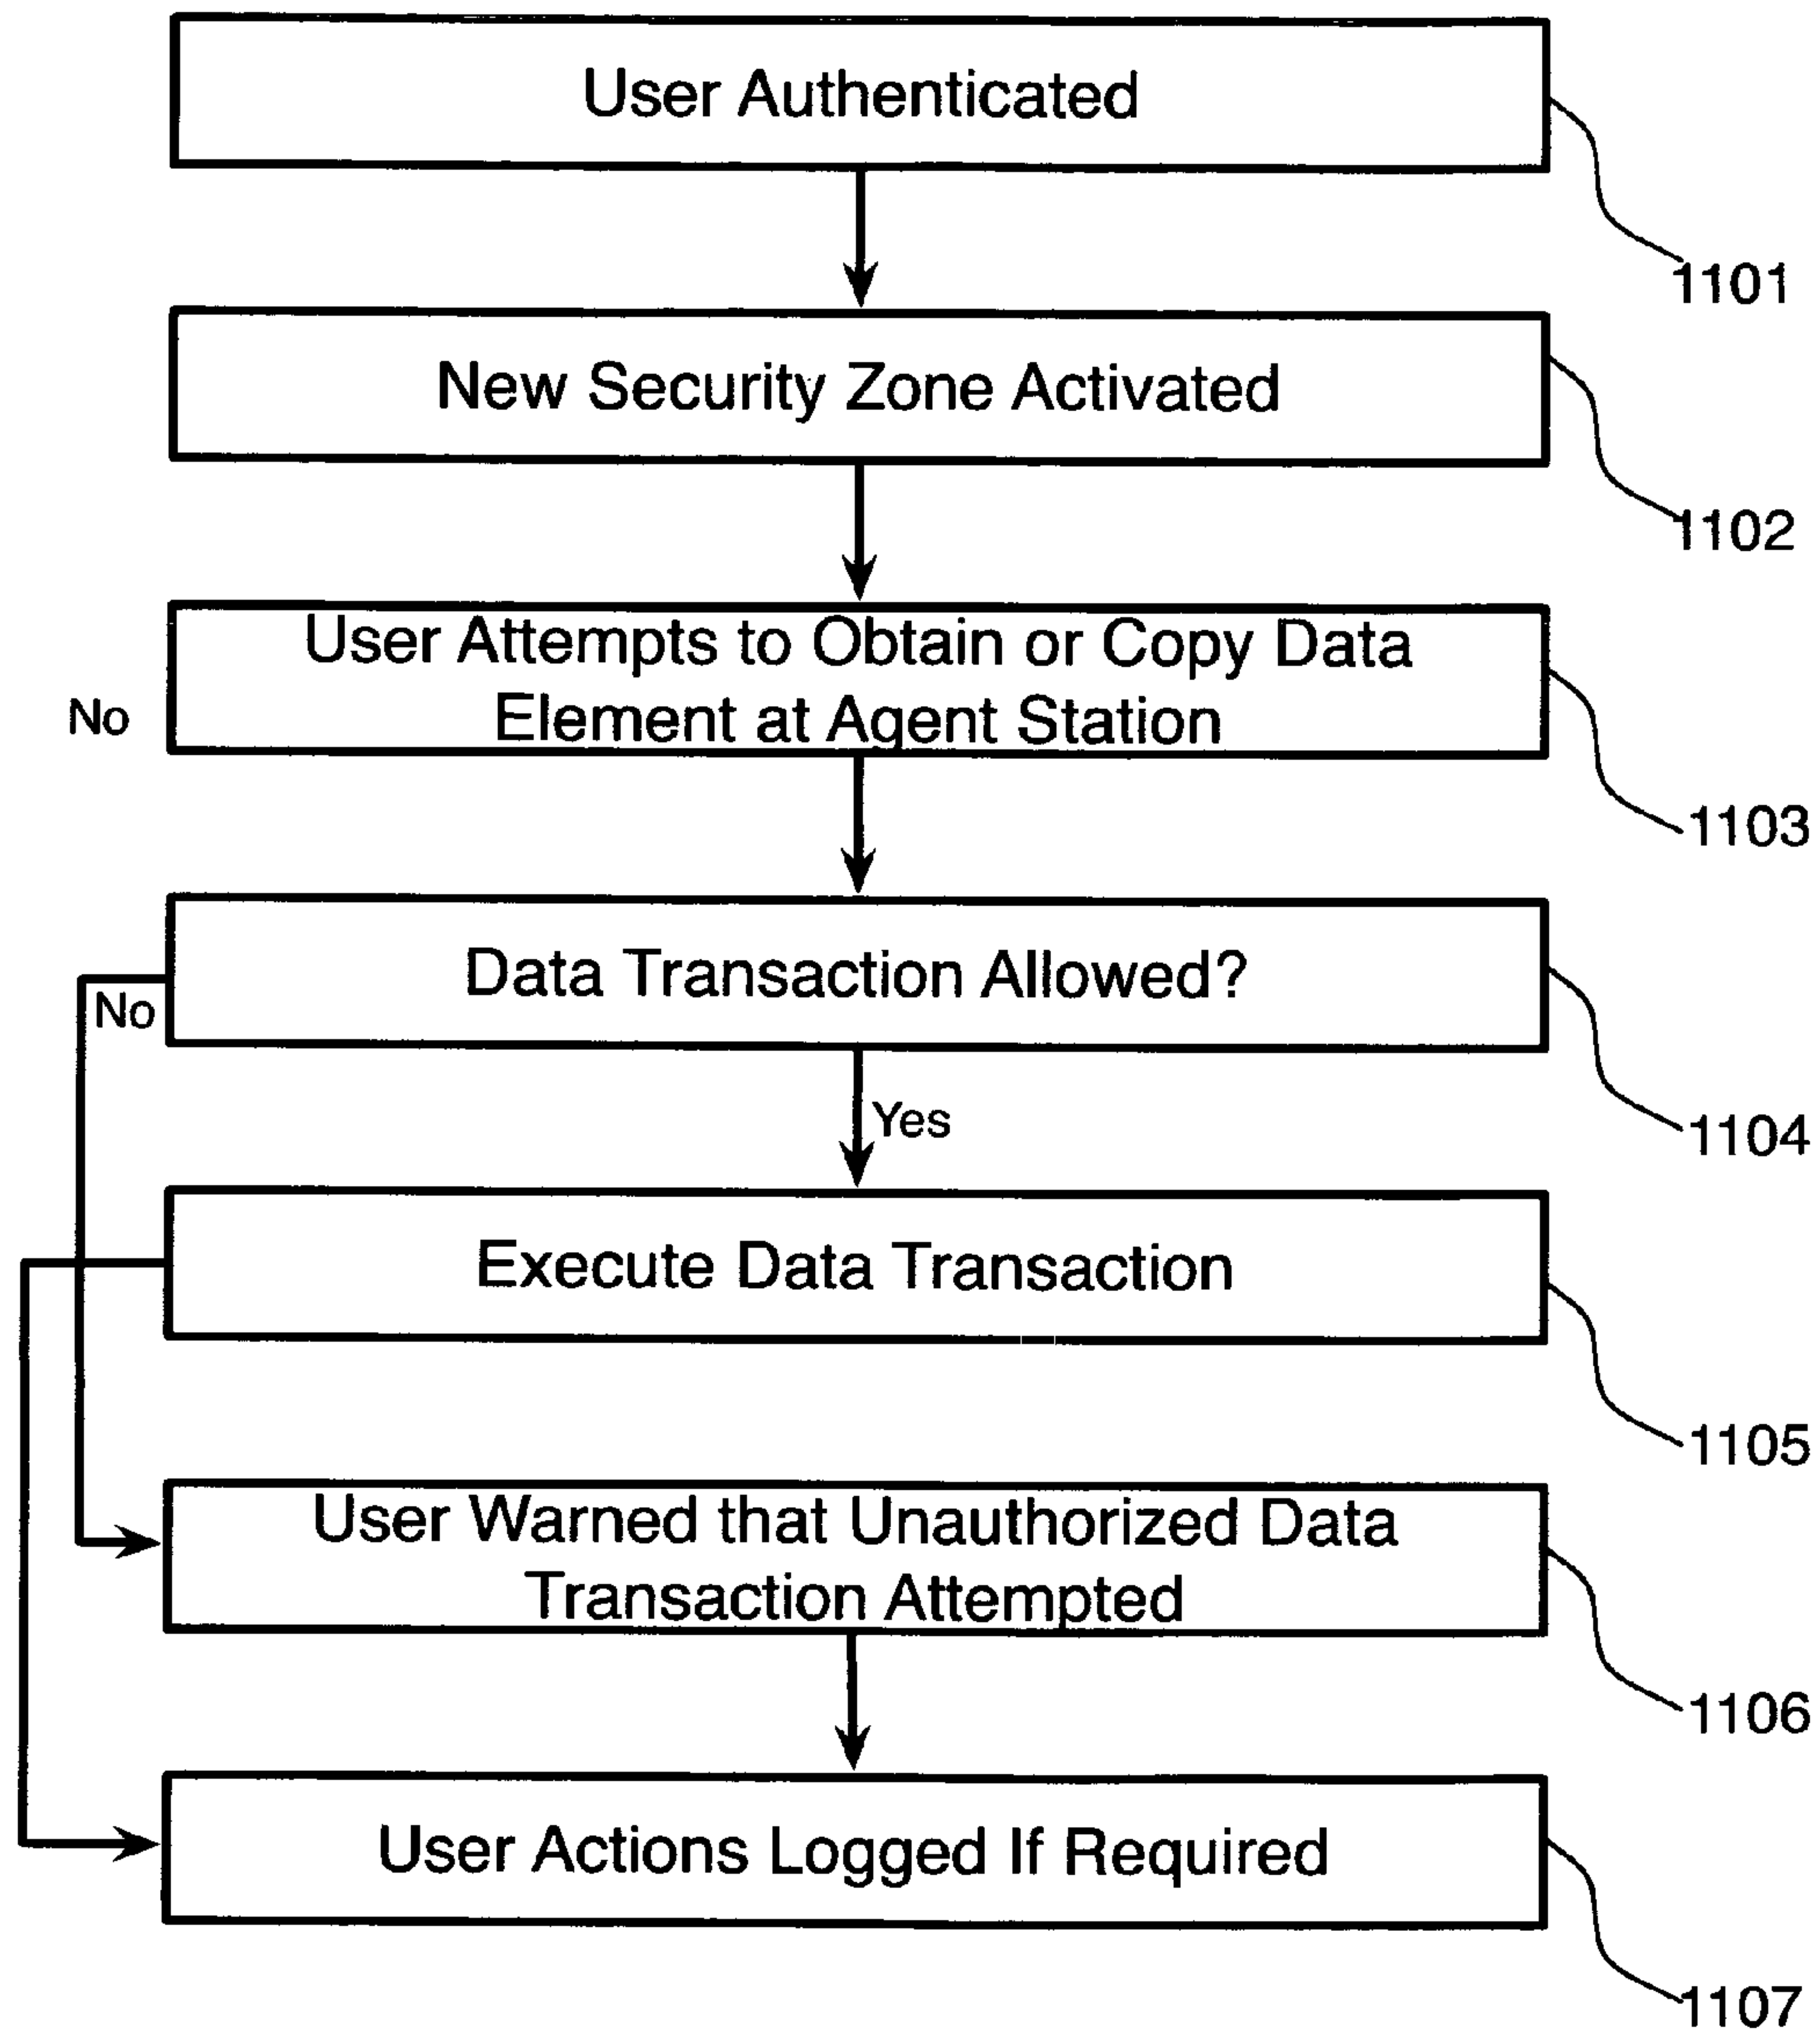 User Authenticated
1101
New Security Zone Activated
1102
User Attempts to Obtain or Copy Data
Element at Agent Station
No
1103
Data Transaction Allowed?
No
1104
Yes
Execute Data Transaction
1105
User Warned that Unauthorized Data
Transaction Attempted
1106
User Actions Logged If Required
1107